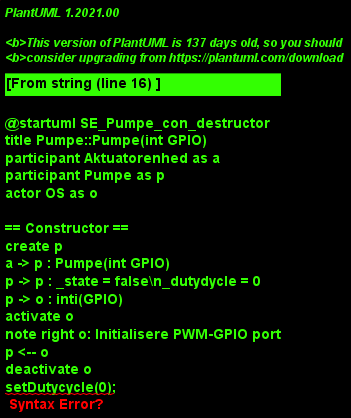 PlantUML 1.2021.00
<b>This version of PlantUML is 137 days old, so you should
<b>consider upgrading from https://plantuml.com/download
[From string (line 16) ]
@startuml SE_Pumpe_con_destructor
title Pumpe::Pumpe(int GPIO)
participant Aktuatorenhed as a
participant Pumpe as p
actor OS as o
== Constructor ==
create p
a -> p : Pumpe(int GPIO)
p -> p : _state = false\n_dutydycle = 0
p -> o : inti(GPIO)
activate o
note right o: Initialisere PWM-GPIO port
p <-- o
deactivate o
setDutycycle(0);
Syntax Error?